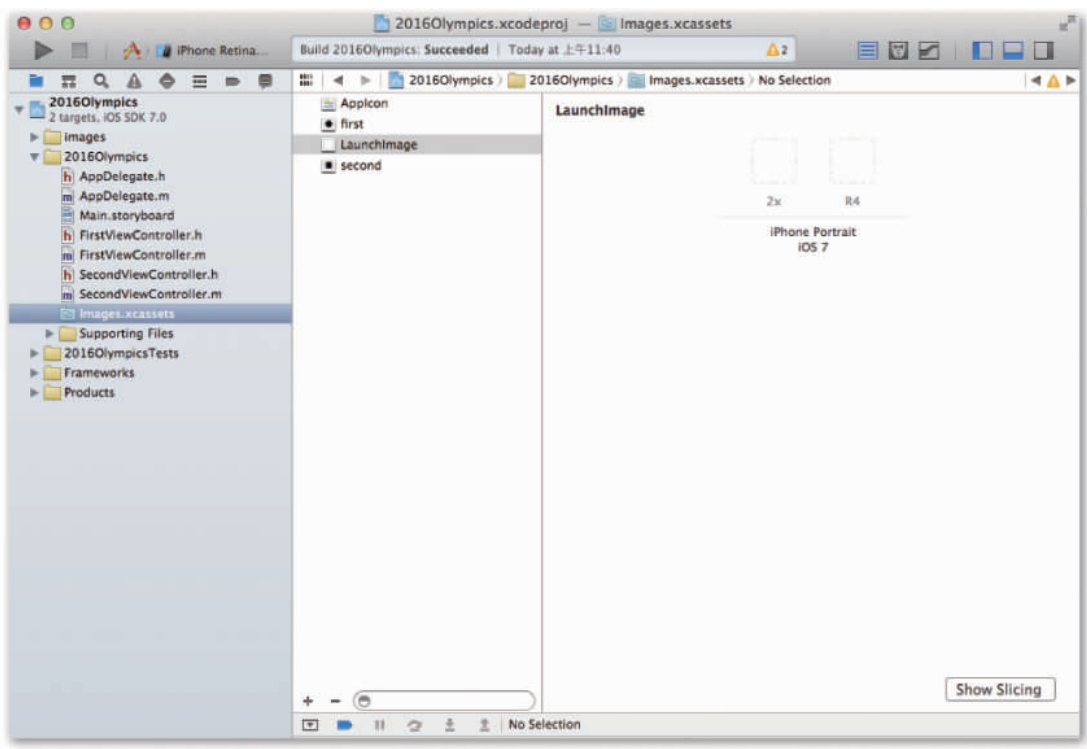 2016Olympics.xcodeproj — Images.xcassets
iPhone Retina...
Build 2016Olympics: Succeeded | Today at 上午11:40
2
2016Olympics 〉 2016Olympics 〉 Images.xcassets 〉 No Selection
2016Olympics
2 targets, iOS SDK 7.0
images
2016Olympics
h AppDelegate.h
m AppDelegate.m
Main.storyboard
h FirstViewController.h
m FirstViewController.m
h SecondViewController.h
m SecondViewController.m
Images.xcassets
Supporting Files
2016OlympicsTests
Frameworks
Products
AppIcon
first
LaunchImage
second
LaunchImage
2x
R4
iPhone Portrait
iOS 7
Show Slicing
No Selection